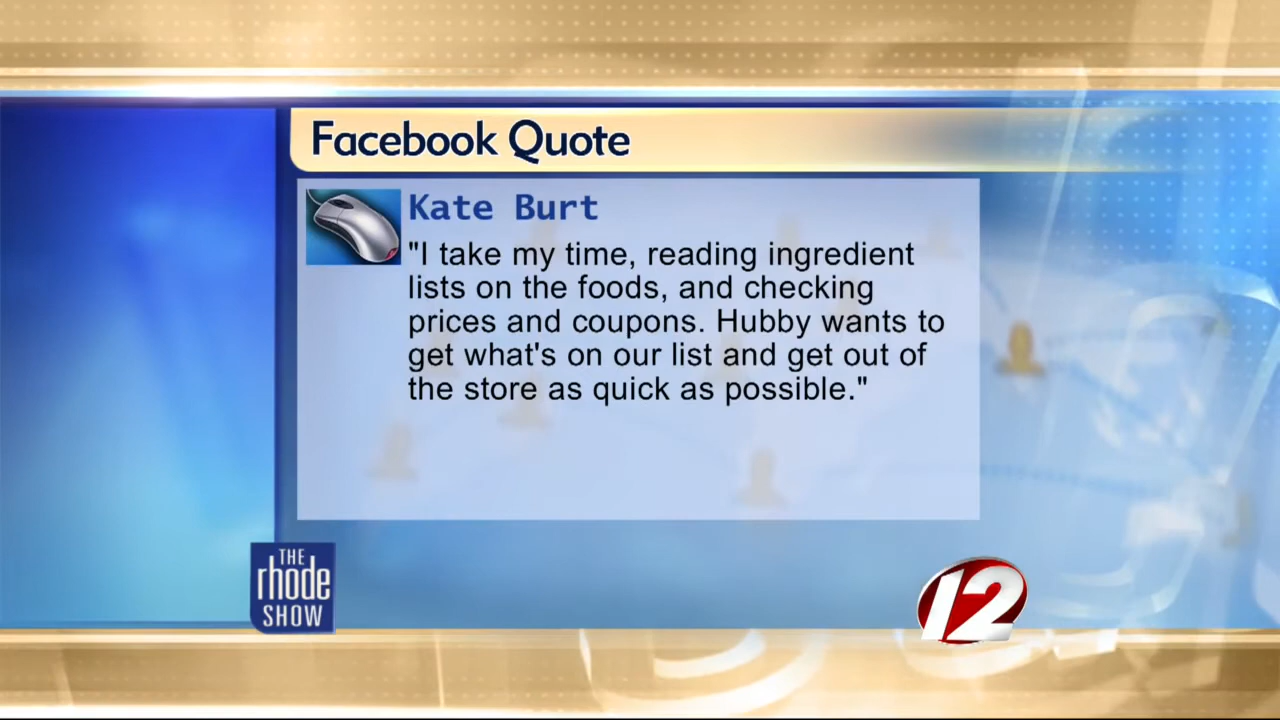 Facebook Quote
Kate Burt
"I take my time, reading ingredient
lists on the foods, and checking
prices and coupons. Hubby wants to
get what's on our list and get out of
the store as quick as possible."
THE
rhode
SHOW
12